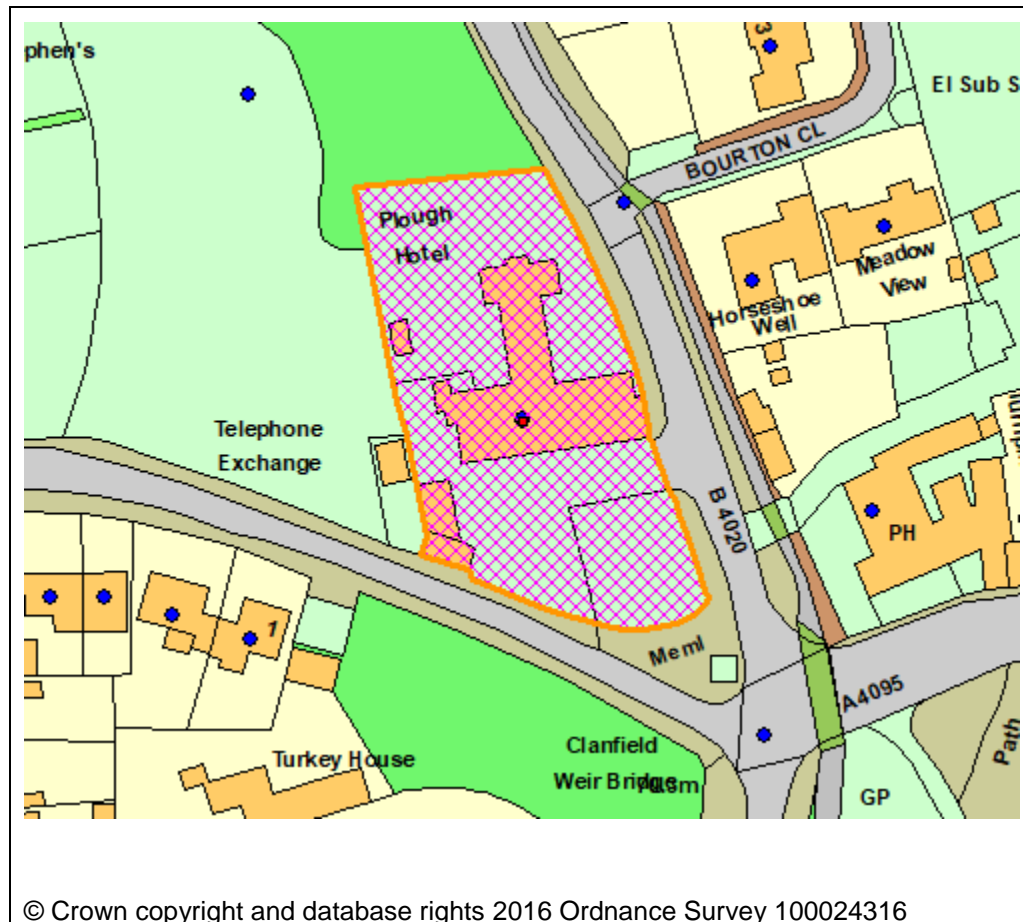 phen's
3
El Sub S
BOURTON CL
Plough
Hotel
Meadow
View
Horseshoe
Well
Telephone
Exchange
B 4020
PH
1
Meml
A4095
Path
Turkey House
Clanfield
Weir Bridge
GP
© Crown copyright and database rights 2016 Ordnance Survey 100024316